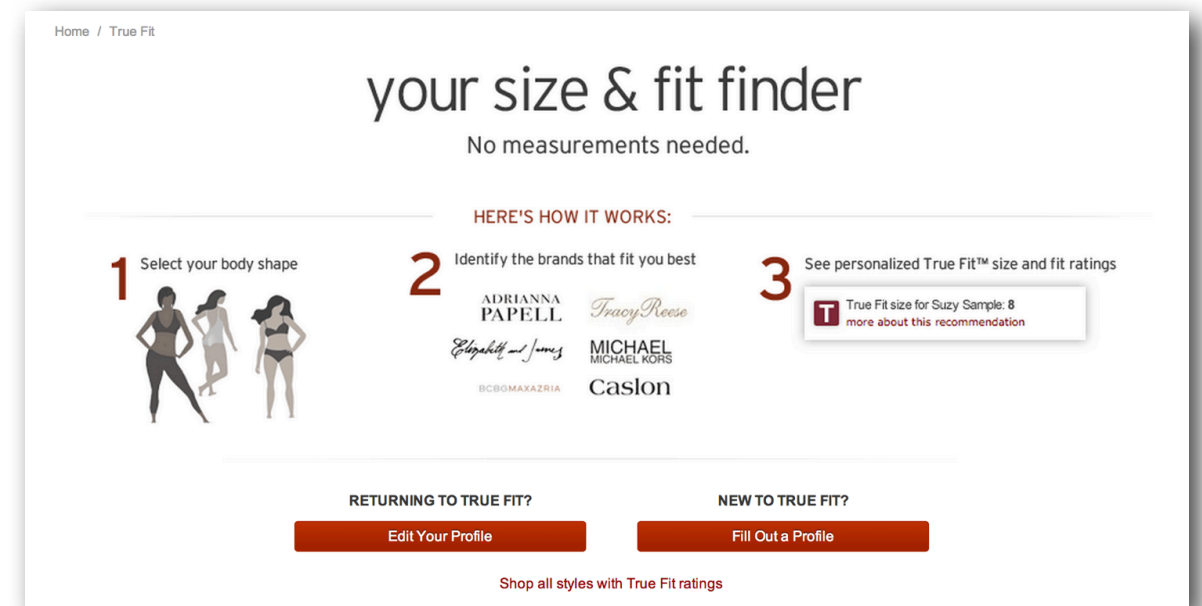 Home / True Fit
your size & fit finder
No measurements needed.
HERE'S HOW IT WORKS:
1 Select your body shape
2 Identify the brands that fit you best
ADRIANNA PAPELL
Tracy Reese
Elizabeth and James
MICHAEL
MICHAEL KORS
BCBGMAXAZRIA
Caslon
3 See personalized True Fit™ size and fit ratings
T
True Fit size for Suzy Sample: 8
more about this recommendation
RETURNING TO TRUE FIT?
Edit Your Profile
NEW TO TRUE FIT?
Fill Out a Profile
Shop all styles with True Fit ratings